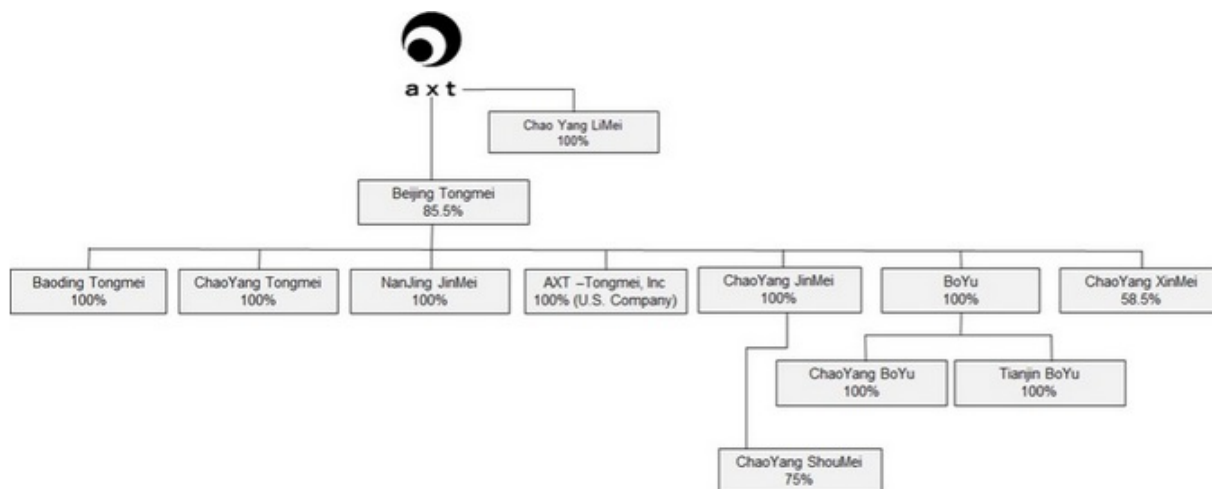 axt
Chao Yang LiMei
100%
Beijing Tongmei
85.5%
Baoding Tongmei
100%
ChaoYang Tongmei
100%
NanJing JinMei
100%
AXT –Tongmei, Inc
100% (U.S. Company)
ChaoYang JinMei
100%
BoYu
100%
ChaoYang XinMei
58.5%
ChaoYang BoYu
100%
Tianjin BoYu
100%
ChaoYang ShouMei
75%